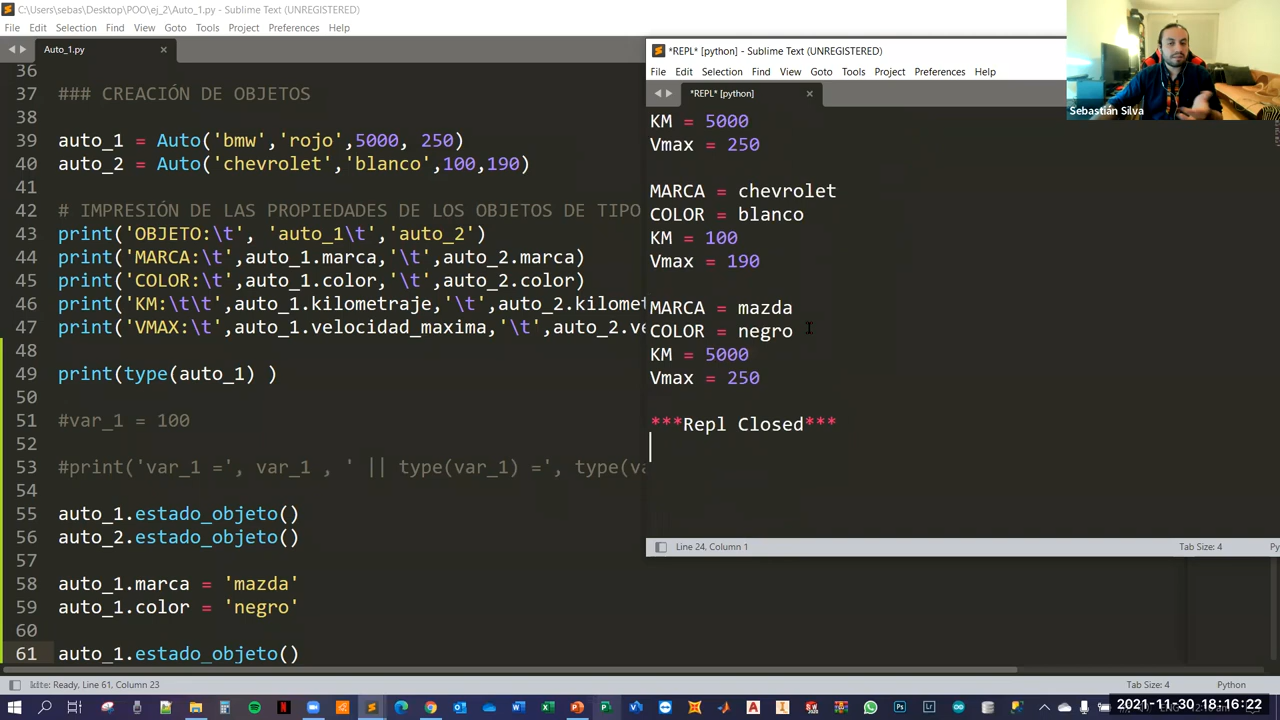 C:\Users\sebas\Desktop\POO\ej_2\Auto_1.py - Sublime Text (UNREGISTERED)
File Edit Selection Find View Goto Tools Project Preferences Help
Auto_1.py
36
37 ### CREACIÓN DE OBJETOS
38
39 auto_1 = Auto('bmw','rojo',5000, 250)
40 auto_2 = Auto('chevrolet','blanco',100,190)
41
42 # IMPRESIÓN DE LAS PROPIEDADES DE LOS OBJETOS DE TIPO
43 print('OBJETO:\t', 'auto_1\t','auto_2')
44 print('MARCA:\t',auto_1.marca,'\t',auto_2.marca)
45 print('COLOR:\t',auto_1.color,'\t',auto_2.color)
46 print('KM:\t\t',auto_1.kilometraje,'\t',auto_2.kilomet
47 print('VMAX:\t',auto_1.velocidad_maxima,'\t',auto_2.ve
48
49 print(type(auto_1) )
50
51 #var_1 = 100
52
53 #print('var_1 =', var_1 , ' || type(var_1) =', type(va
54
55 auto_1.estado_objeto()
56 auto_2.estado_objeto()
57
58 auto_1.marca = 'mazda'
59 auto_1.color = 'negro'
60
61 auto_1.estado_objeto()
Ready, Line 61, Column 23
Tab Size: 4 Python
*REPL* [python] - Sublime Text (UNREGISTERED)
File Edit Selection Find View Goto Tools Project Preferences Help
*REPL* [python]
KM = 5000
Vmax = 250
MARCA = chevrolet
COLOR = blanco
KM = 100
Vmax = 190
MARCA = mazda
COLOR = negro
KM = 5000
Vmax = 250
***Repl Closed***
Line 24, Column 1
Tab Size: 4 Py
Sebastián Silva
2021-11-30 18:16:22